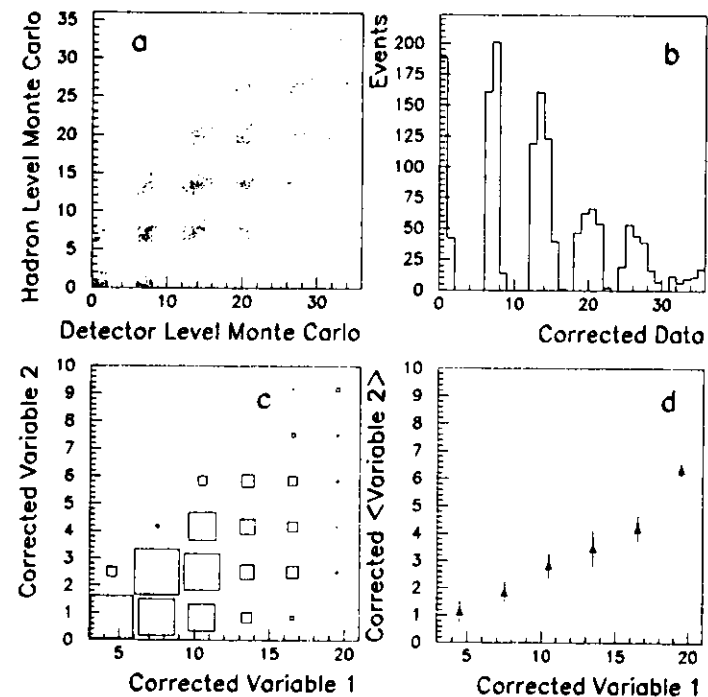 Hadron Level Monte Carlo
35
30
25
20
15
10
5
0
a
0 10 20 30
Detector Level Monte Carlo
Events
200
175
150
125
100
75
50
25
0
b
0 10 20 30
Corrected Data
Corrected Variable 2
10
9
8
7
6
5
4
3
2
1
0
c
5 10 15 20
Corrected Variable 1
Corrected <Variable 2>
10
9
8
7
6
5
4
3
2
1
0
d
5 10 15 20
Corrected Variable 1